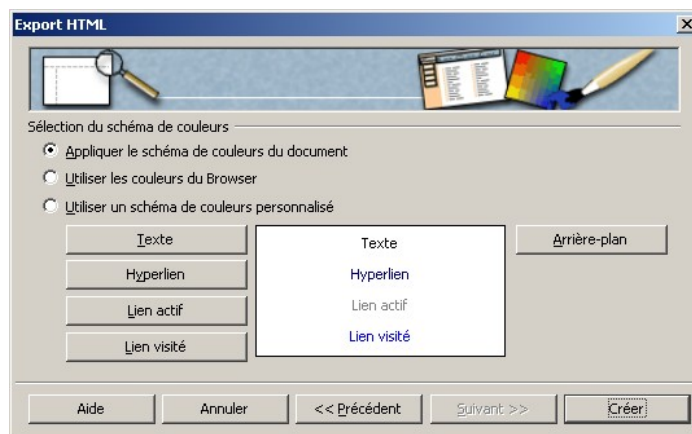 Export HTML
Sélection du schéma de couleurs
Appliquer le schéma de couleurs du document
Utiliser les couleurs du Browser
Utiliser un schéma de couleurs personnalisé
Texte
Texte
Arrière-plan
Hyperlien
Hyperlien
Lien actif
Lien actif
Lien visité
Lien visité
Aide
Annuler
<< Précédent
Suivant >>
Créer